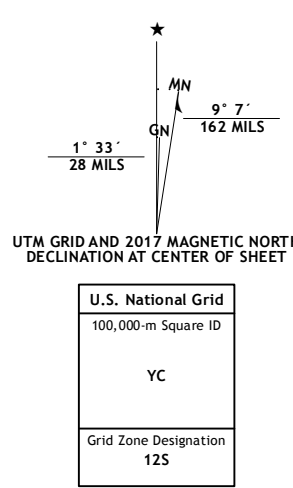 ★
MN
GN
9° 7´
162 MILS
1° 33´
28 MILS
UTM GRID AND 2017 MAGNETIC NORTH
DECLINATION AT CENTER OF SHEET
U.S. National Grid
100,000-m Square ID
YC
Grid Zone Designation
12S